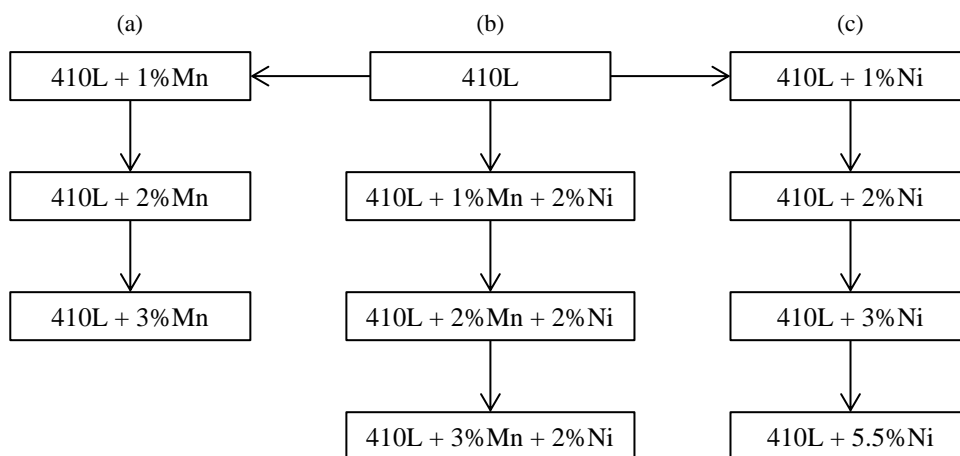 (a)
(b)
(c)
410L + 1%Mn
410L
410L + 1%Ni
410L + 2%Mn
410L + 1%Mn + 2%Ni
410L + 2%Ni
410L + 3%Mn
410L + 2%Mn + 2%Ni
410L + 3%Ni
410L + 3%Mn + 2%Ni
410L + 5.5%Ni